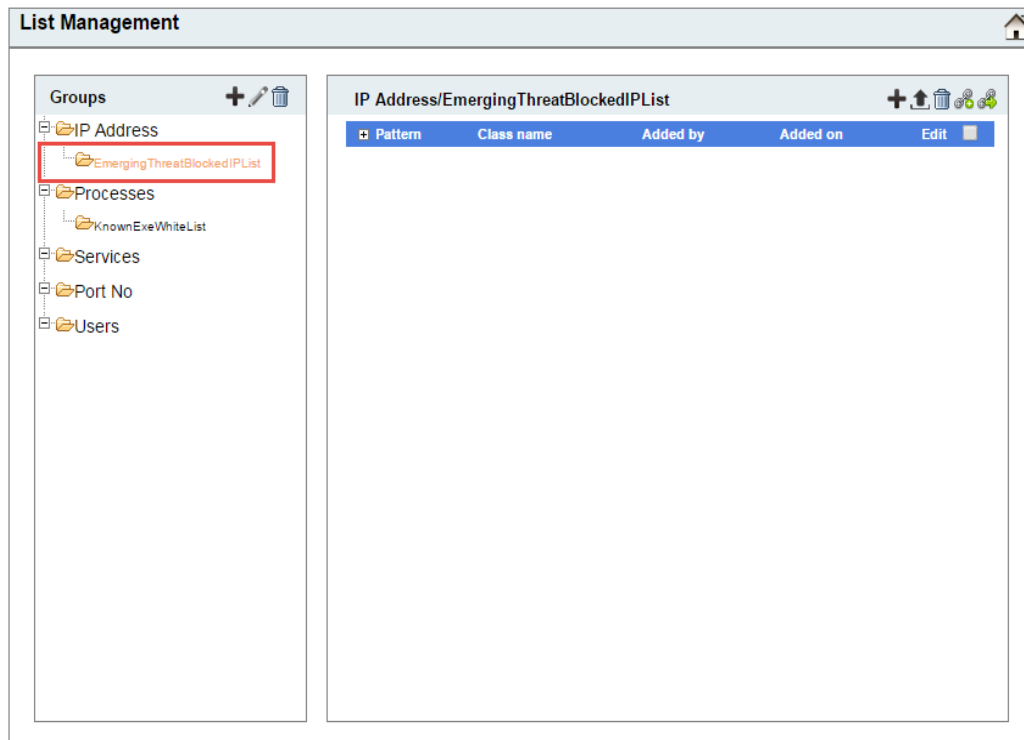 List Management
Groups
IP Address
EmergingThreatBlockedIPList
Processes
KnownExeWhiteList
Services
Port No
Users
IP Address/EmergingThreatBlockedIPList
Pattern Class name Added by Added on Edit